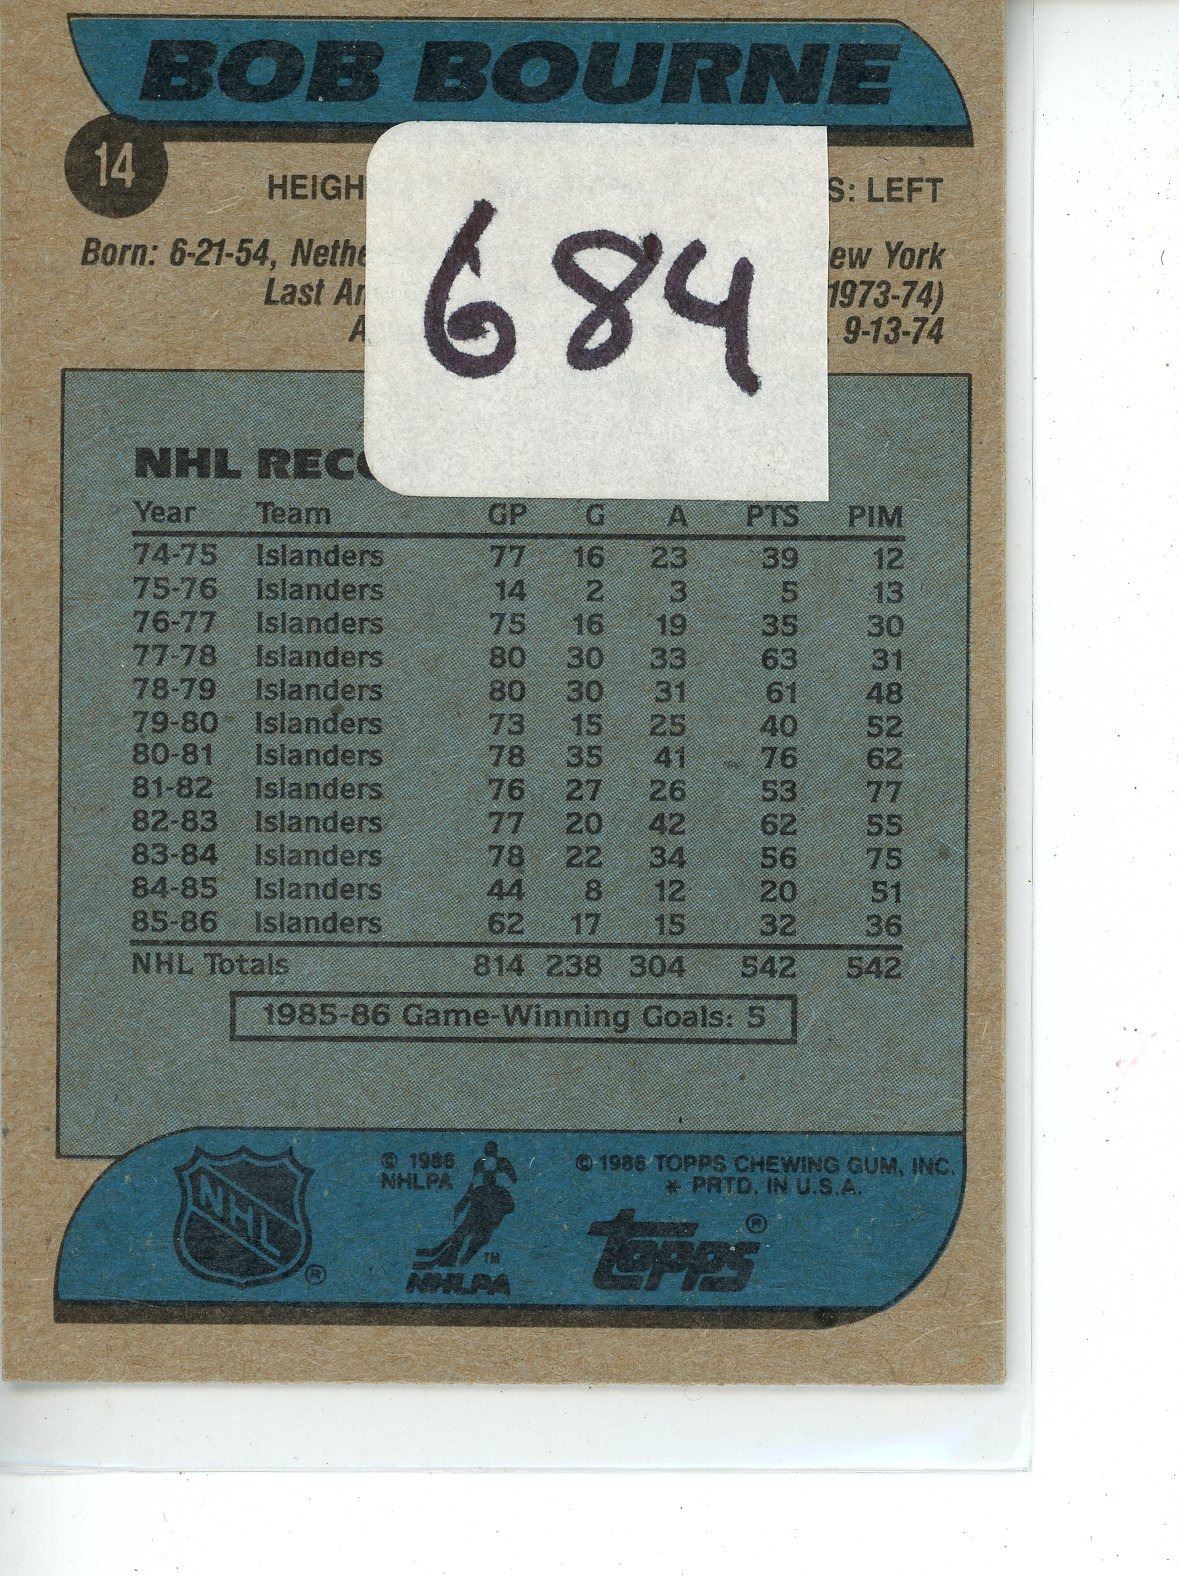 BOB BOURNE
14
HEIGH S: LEFT
684
Born: 6-21-54, Nethe ew York
Last Am 1973-74)
A 9-13-74
NHL RECO
Year Team GP G A PTS PIM
74-75 Islanders 77 16 23 39 12
75-76 Islanders 14 2 3 5 13
76-77 Islanders 75 16 19 35 30
77-78 Islanders 80 30 33 63 31
78-79 Islanders 80 30 31 61 48
79-80 Islanders 73 15 25 40 52
80-81 Islanders 78 35 41 76 62
81-82 Islanders 76 27 26 53 77
82-83 Islanders 77 20 42 62 55
83-84 Islanders 78 22 34 56 75
84-85 Islanders 44 8 12 20 51
85-86 Islanders 62 17 15 32 36
NHL Totals 814 238 304 542 542
1985-86 Game-Winning Goals: 5
NHL ®
© 1986
NHLPA
TM
NHLPA
© 1986 TOPPS CHEWING GUM, INC.
* PRTD. IN U.S.A.
topps ®